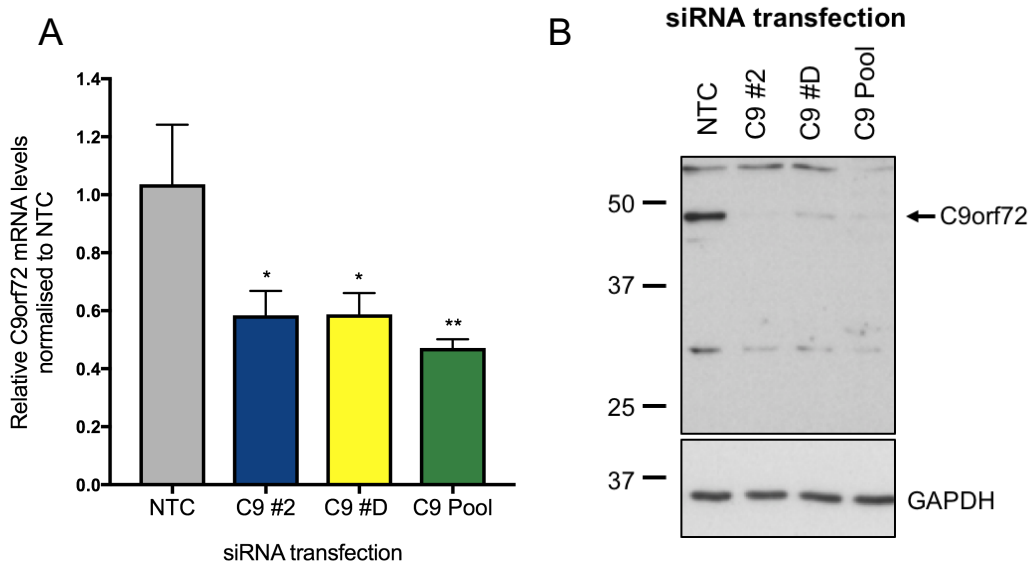 A
Relative C9orf72 mRNA levels
normalised to NTC
1.4
1.2
1.0
0.8
0.6
0.4
0.2
0.0
*
*
**
NTC C9 #2 C9 #D C9 Pool
siRNA transfection
B
siRNA transfection
NTC
C9 #2
C9 #D
C9 Pool
50
C9orf72
37
25
37
GAPDH